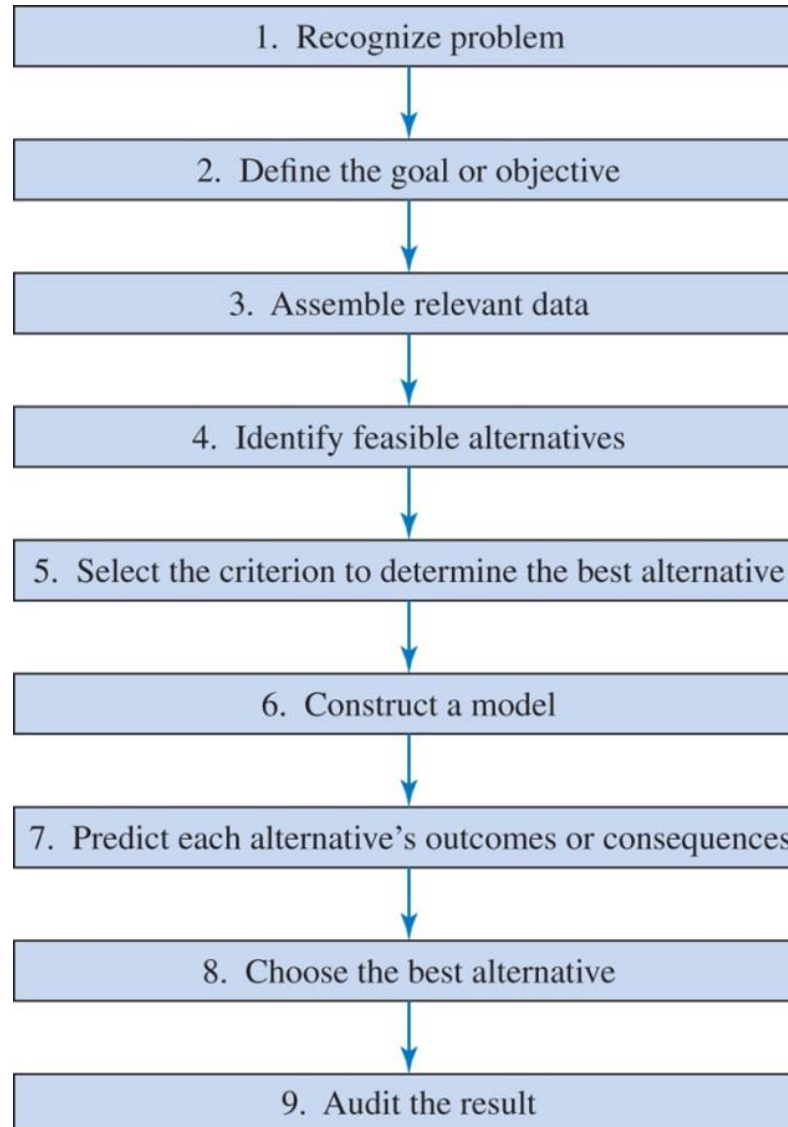 1. Recognize problem
2. Define the goal or objective
3. Assemble relevant data
4. Identify feasible alternatives
5. Select the criterion to determine the best alternative
6. Construct a model
7. Predict each alternative’s outcomes or consequences
8. Choose the best alternative
9. Audit the result